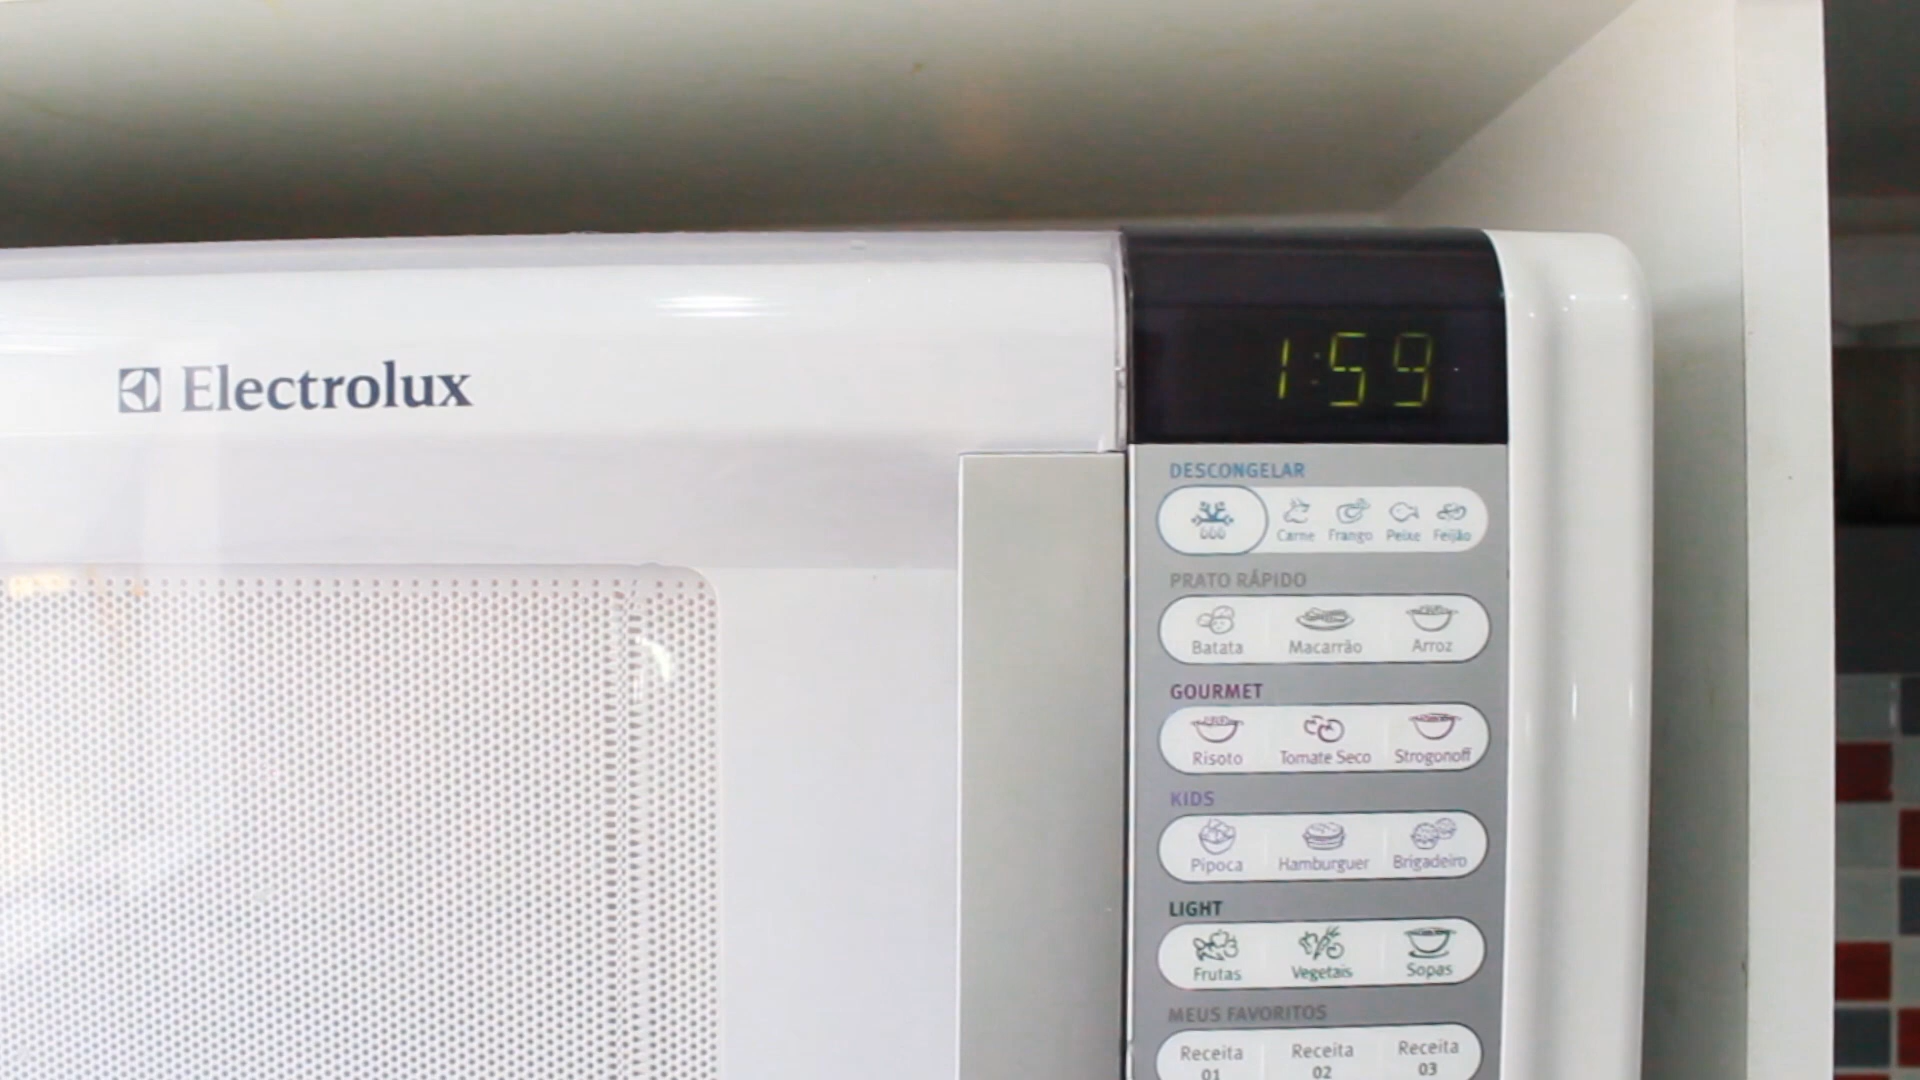 Electrolux
1:59
DESCONGELAR
Carne Frango Peixe Feijão
PRATO RÁPIDO
Batata Macarrão Arroz
GOURMET
Risoto Tomate Seco Strogonoff
KIDS
Pipoca Hamburguer Brigadeiro
LIGHT
Frutas Vegetais Sopas
MEUS FAVORITOS
Receita Receita Receita
01 02 03